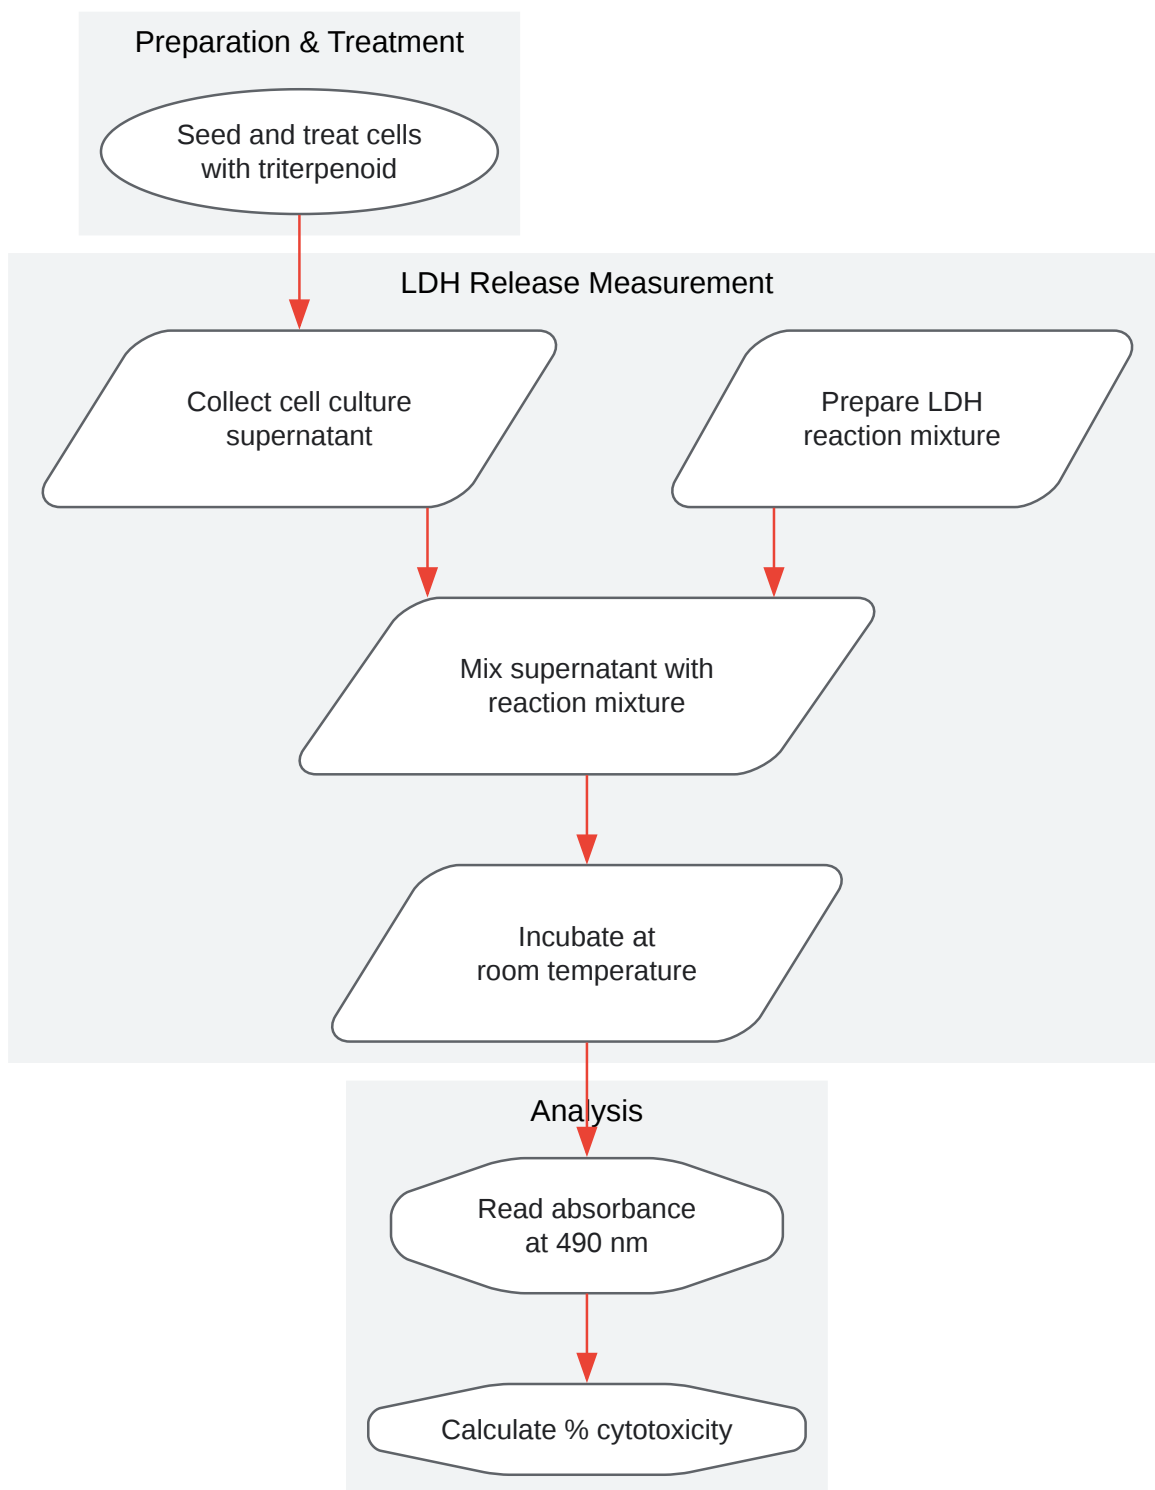 Preparation & Treatment
Seed and treat cells
with triterpenoid
LDH Release Measurement
Collect cell culture
supernatant
Prepare LDH
reaction mixture
Mix supernatant with
reaction mixture
Incubate at
room temperature
Analysis
Read absorbance
at 490 nm
Calculate % cytotoxicity